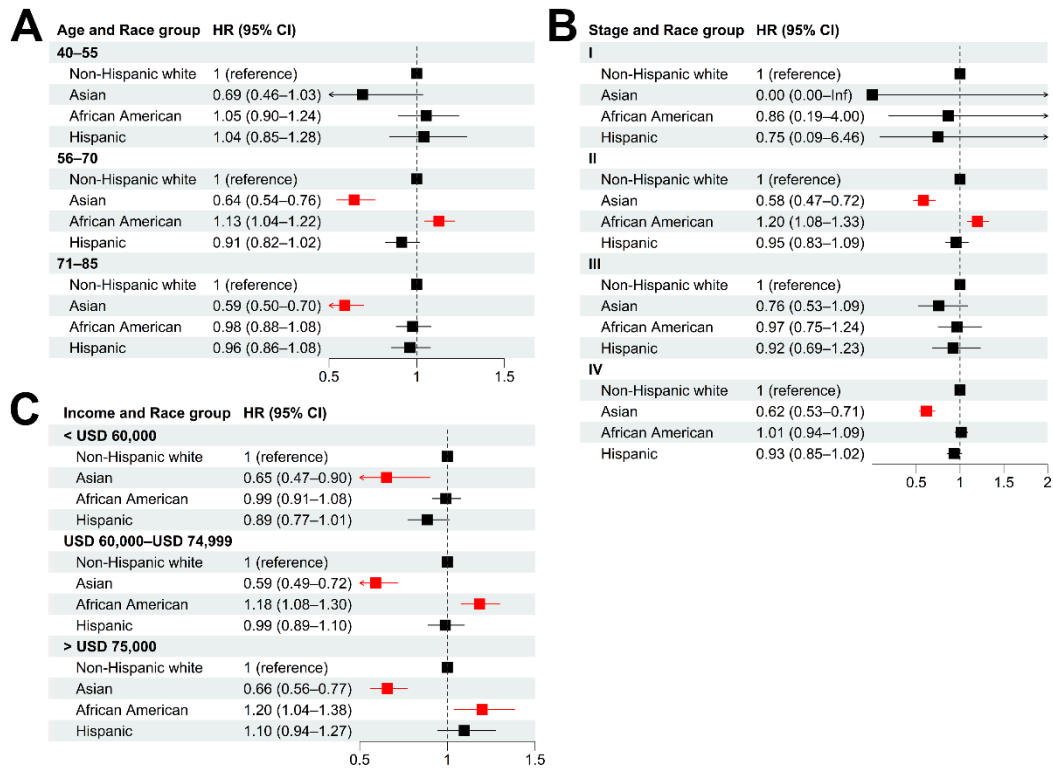 A
Age and Race group HR (95% CI)
40–55
Non-Hispanic white 1 (reference)
Asian 0.69 (0.46–1.03)
African American 1.05 (0.90–1.24)
Hispanic 1.04 (0.85–1.28)
56–70
Non-Hispanic white 1 (reference)
Asian 0.64 (0.54–0.76)
African American 1.13 (1.04–1.22)
Hispanic 0.91 (0.82–1.02)
71–85
Non-Hispanic white 1 (reference)
Asian 0.59 (0.50–0.70)
African American 0.98 (0.88–1.08)
Hispanic 0.96 (0.86–1.08)
0.5 1 1.5
B
Stage and Race group HR (95% CI)
I
Non-Hispanic white 1 (reference)
Asian 0.00 (0.00–Inf)
African American 0.86 (0.19–4.00)
Hispanic 0.75 (0.09–6.46)
II
Non-Hispanic white 1 (reference)
Asian 0.58 (0.47–0.72)
African American 1.20 (1.08–1.33)
Hispanic 0.95 (0.83–1.09)
III
Non-Hispanic white 1 (reference)
Asian 0.76 (0.53–1.09)
African American 0.97 (0.75–1.24)
Hispanic 0.92 (0.69–1.23)
IV
Non-Hispanic white 1 (reference)
Asian 0.62 (0.53–0.71)
African American 1.01 (0.94–1.09)
Hispanic 0.93 (0.85–1.02)
0.5 1 2
C
Income and Race group HR (95% CI)
< USD 60,000
Non-Hispanic white 1 (reference)
Asian 0.65 (0.47–0.90)
African American 0.99 (0.91–1.08)
Hispanic 0.89 (0.77–1.01)
USD 60,000–USD 74,999
Non-Hispanic white 1 (reference)
Asian 0.59 (0.49–0.72)
African American 1.18 (1.08–1.30)
Hispanic 0.99 (0.89–1.10)
> USD 75,000
Non-Hispanic white 1 (reference)
Asian 0.66 (0.56–0.77)
African American 1.20 (1.04–1.38)
Hispanic 1.10 (0.94–1.27)
0.5 1 1.5